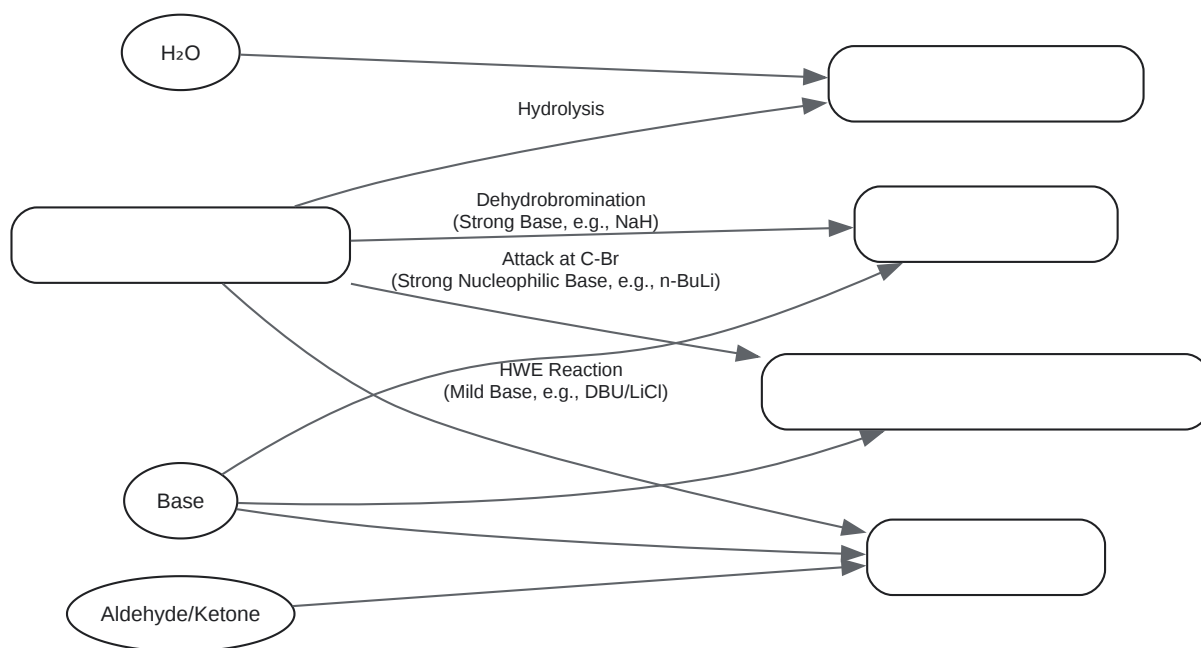 H₂O
Hydrolysis
Dehydrobromination
(Strong Base, e.g., NaH)
Attack at C-Br
(Strong Nucleophilic Base, e.g., n-BuLi)
HWE Reaction
(Mild Base, e.g., DBU/LiCl)
Base
Aldehyde/Ketone